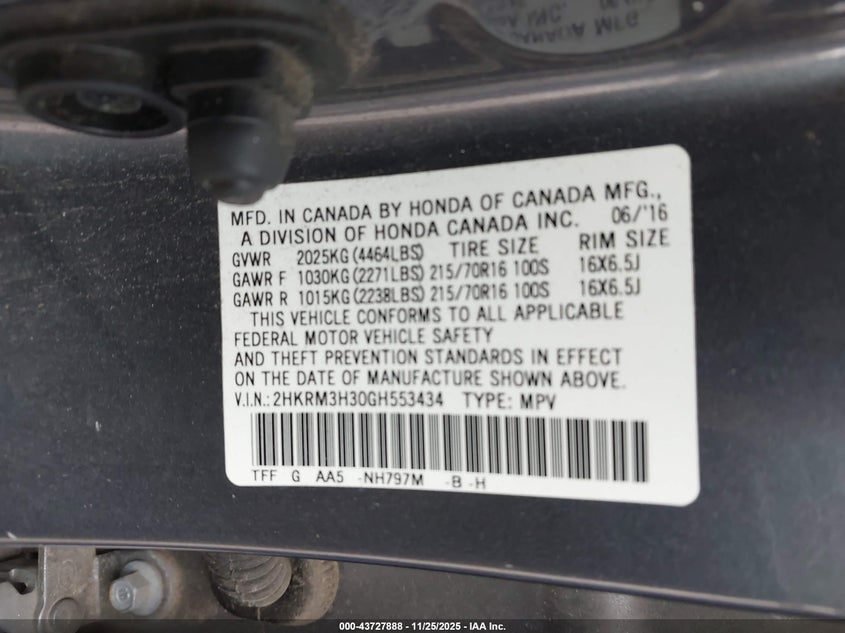 MFD. IN CANADA BY HONDA OF CANADA MFG.,
A DIVISION OF HONDA CANADA INC. 06/'16
GVWR 2025KG(4464LBS) TIRE SIZE RIM SIZE
GAWR F 1030KG(2271LBS) 215/70R16 100S 16X6.5J
GAWR R 1015KG(2238LBS) 215/70R16 100S 16X6.5J
THIS VEHICLE CONFORMS TO ALL APPLICABLE
FEDERAL MOTOR VEHICLE SAFETY
AND THEFT PREVENTION STANDARDS IN EFFECT
ON THE DATE OF MANUFACTURE SHOWN ABOVE.
V.I.N.: 2HKRM3H30GH553434 TYPE: MPV
TFF G AA5 -NH797M -B -H
000-43727888 - 11/25/2025 - IAA Inc.